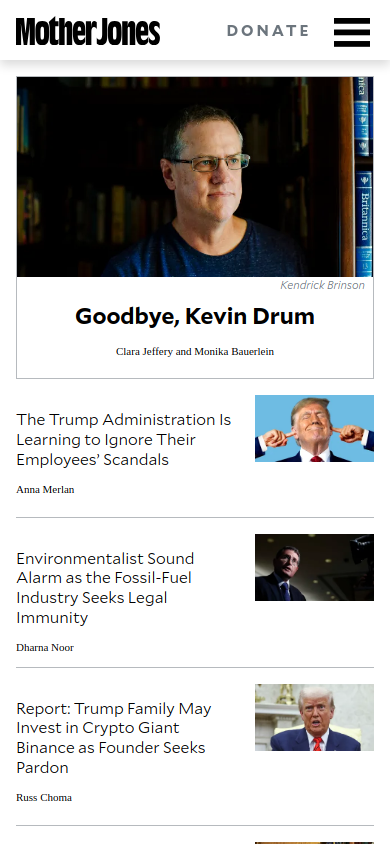 Mother Jones
DONATE
Britannica
Kendrick Brinson
Goodbye, Kevin Drum
Clara Jeffery and Monika Bauerlein
The Trump Administration Is
Learning to Ignore Their
Employees’ Scandals
Anna Merlan
Environmentalist Sound
Alarm as the Fossil-Fuel
Industry Seeks Legal
Immunity
Dharna Noor
Report: Trump Family May
Invest in Crypto Giant
Binance as Founder Seeks
Pardon
Russ Choma